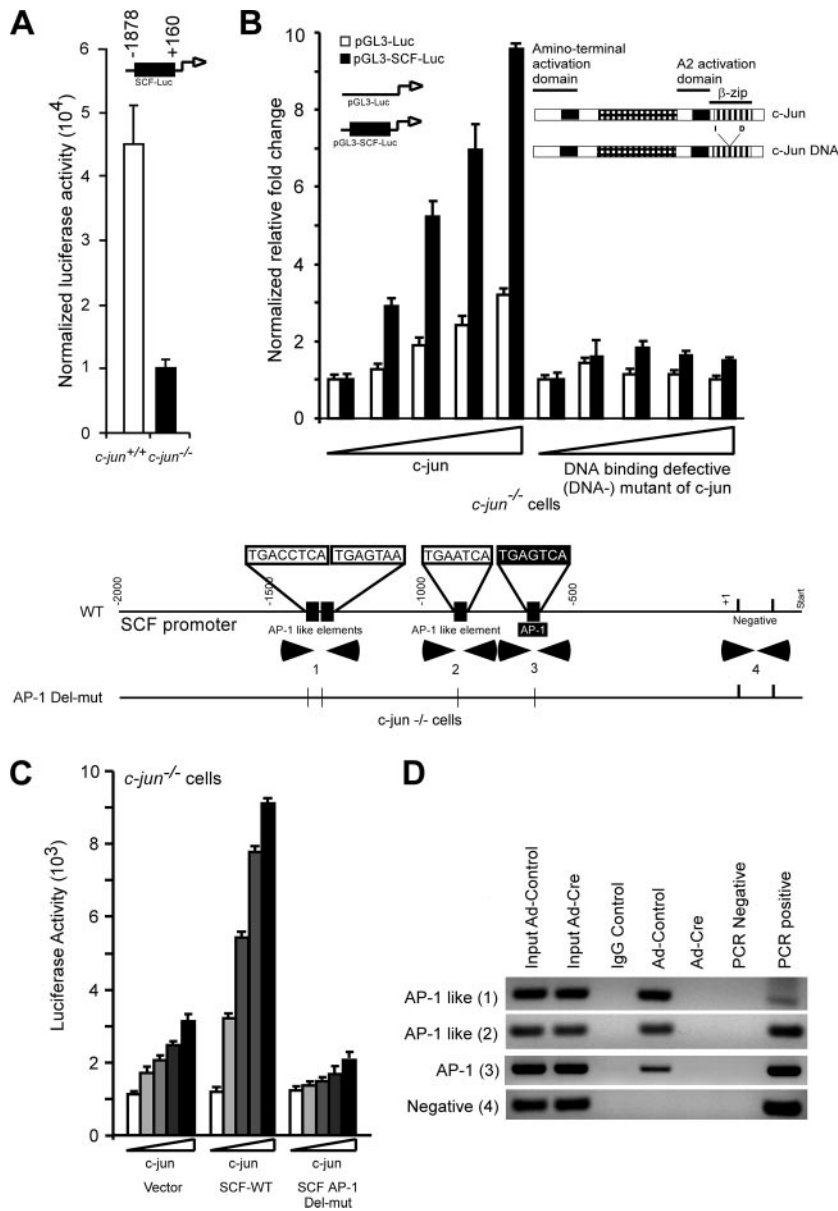 A
-1878
+160
SCF-Luc
Normalized luciferase activity (10⁴)
6
5
4
3
2
1
0
c-jun+/+ c-jun-/-
B
Normalized relative fold change
10
8
6
4
2
0
pGL3-Luc
pGL3-SCF-Luc
pGL3-Luc
pGL3-SCF-Luc
Amino-terminal
activation
domain
A2 activation
domain
β-zip
c-Jun
I D
c-Jun DNA
c-jun
DNA binding defective
(DNA-) mutant of c-jun
c-jun-/- cells
TGACCTCA TGAGTAA TGAATCA TGAGTCA
-2000 -1500 -1000 -500 +1 Start
WT
SCF promoter
AP-1 like elements AP-1 like element AP-1 Negative
1 2 3 4
AP-1 Del-mut
c-jun -/- cells
C
c-jun-/- cells
Luciferase Activity (10³)
10
8
6
4
2
0
c-jun c-jun c-jun
Vector SCF-WT SCF AP-1
Del-mut
D
Input Ad-Control
Input Ad-Cre
IgG Control
Ad-Control
Ad-Cre
PCR Negative
PCR positive
AP-1 like (1)
AP-1 like (2)
AP-1 (3)
Negative (4)